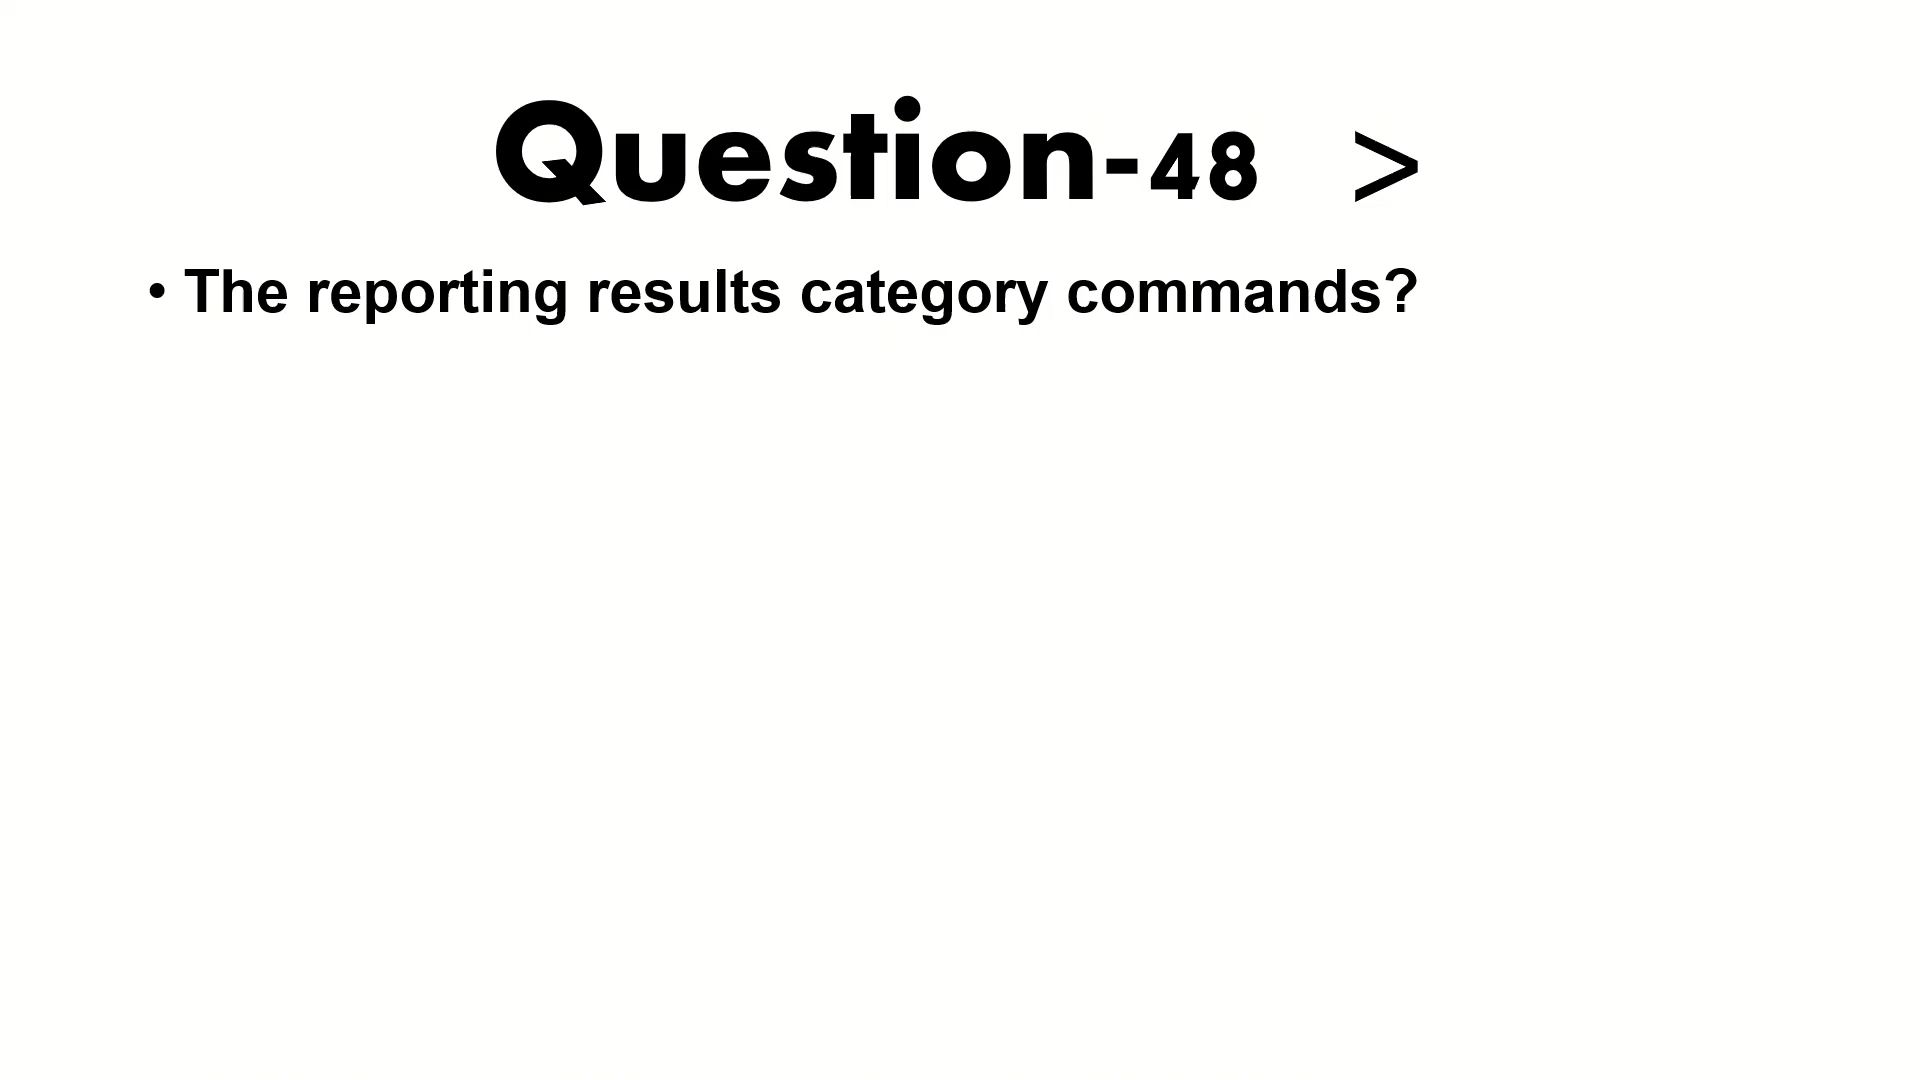 Question-48 >
• The reporting results category commands?